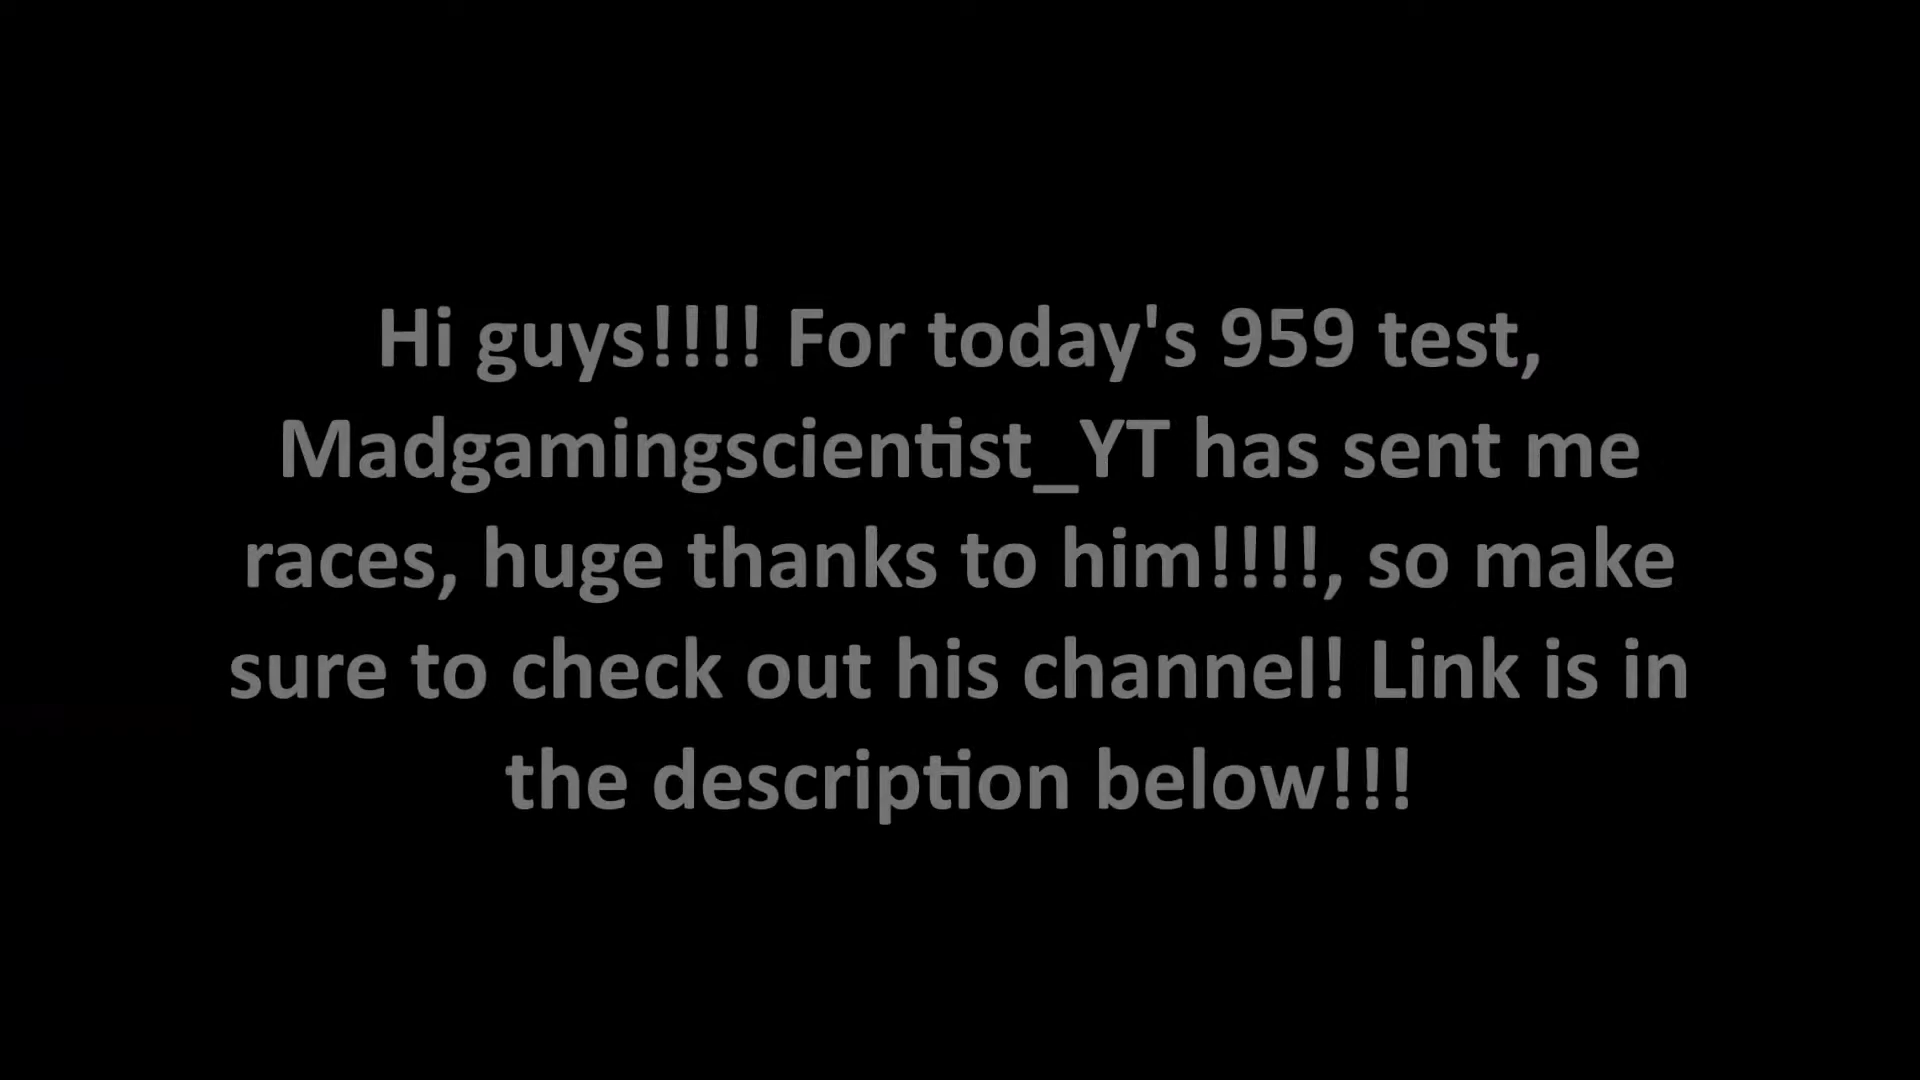 Hi guys!!!! For today's 959 test,
Madgamingscientist_YT has sent me
races, huge thanks to him!!!!, so make
sure to check out his channel! Link is in
the description below!!!